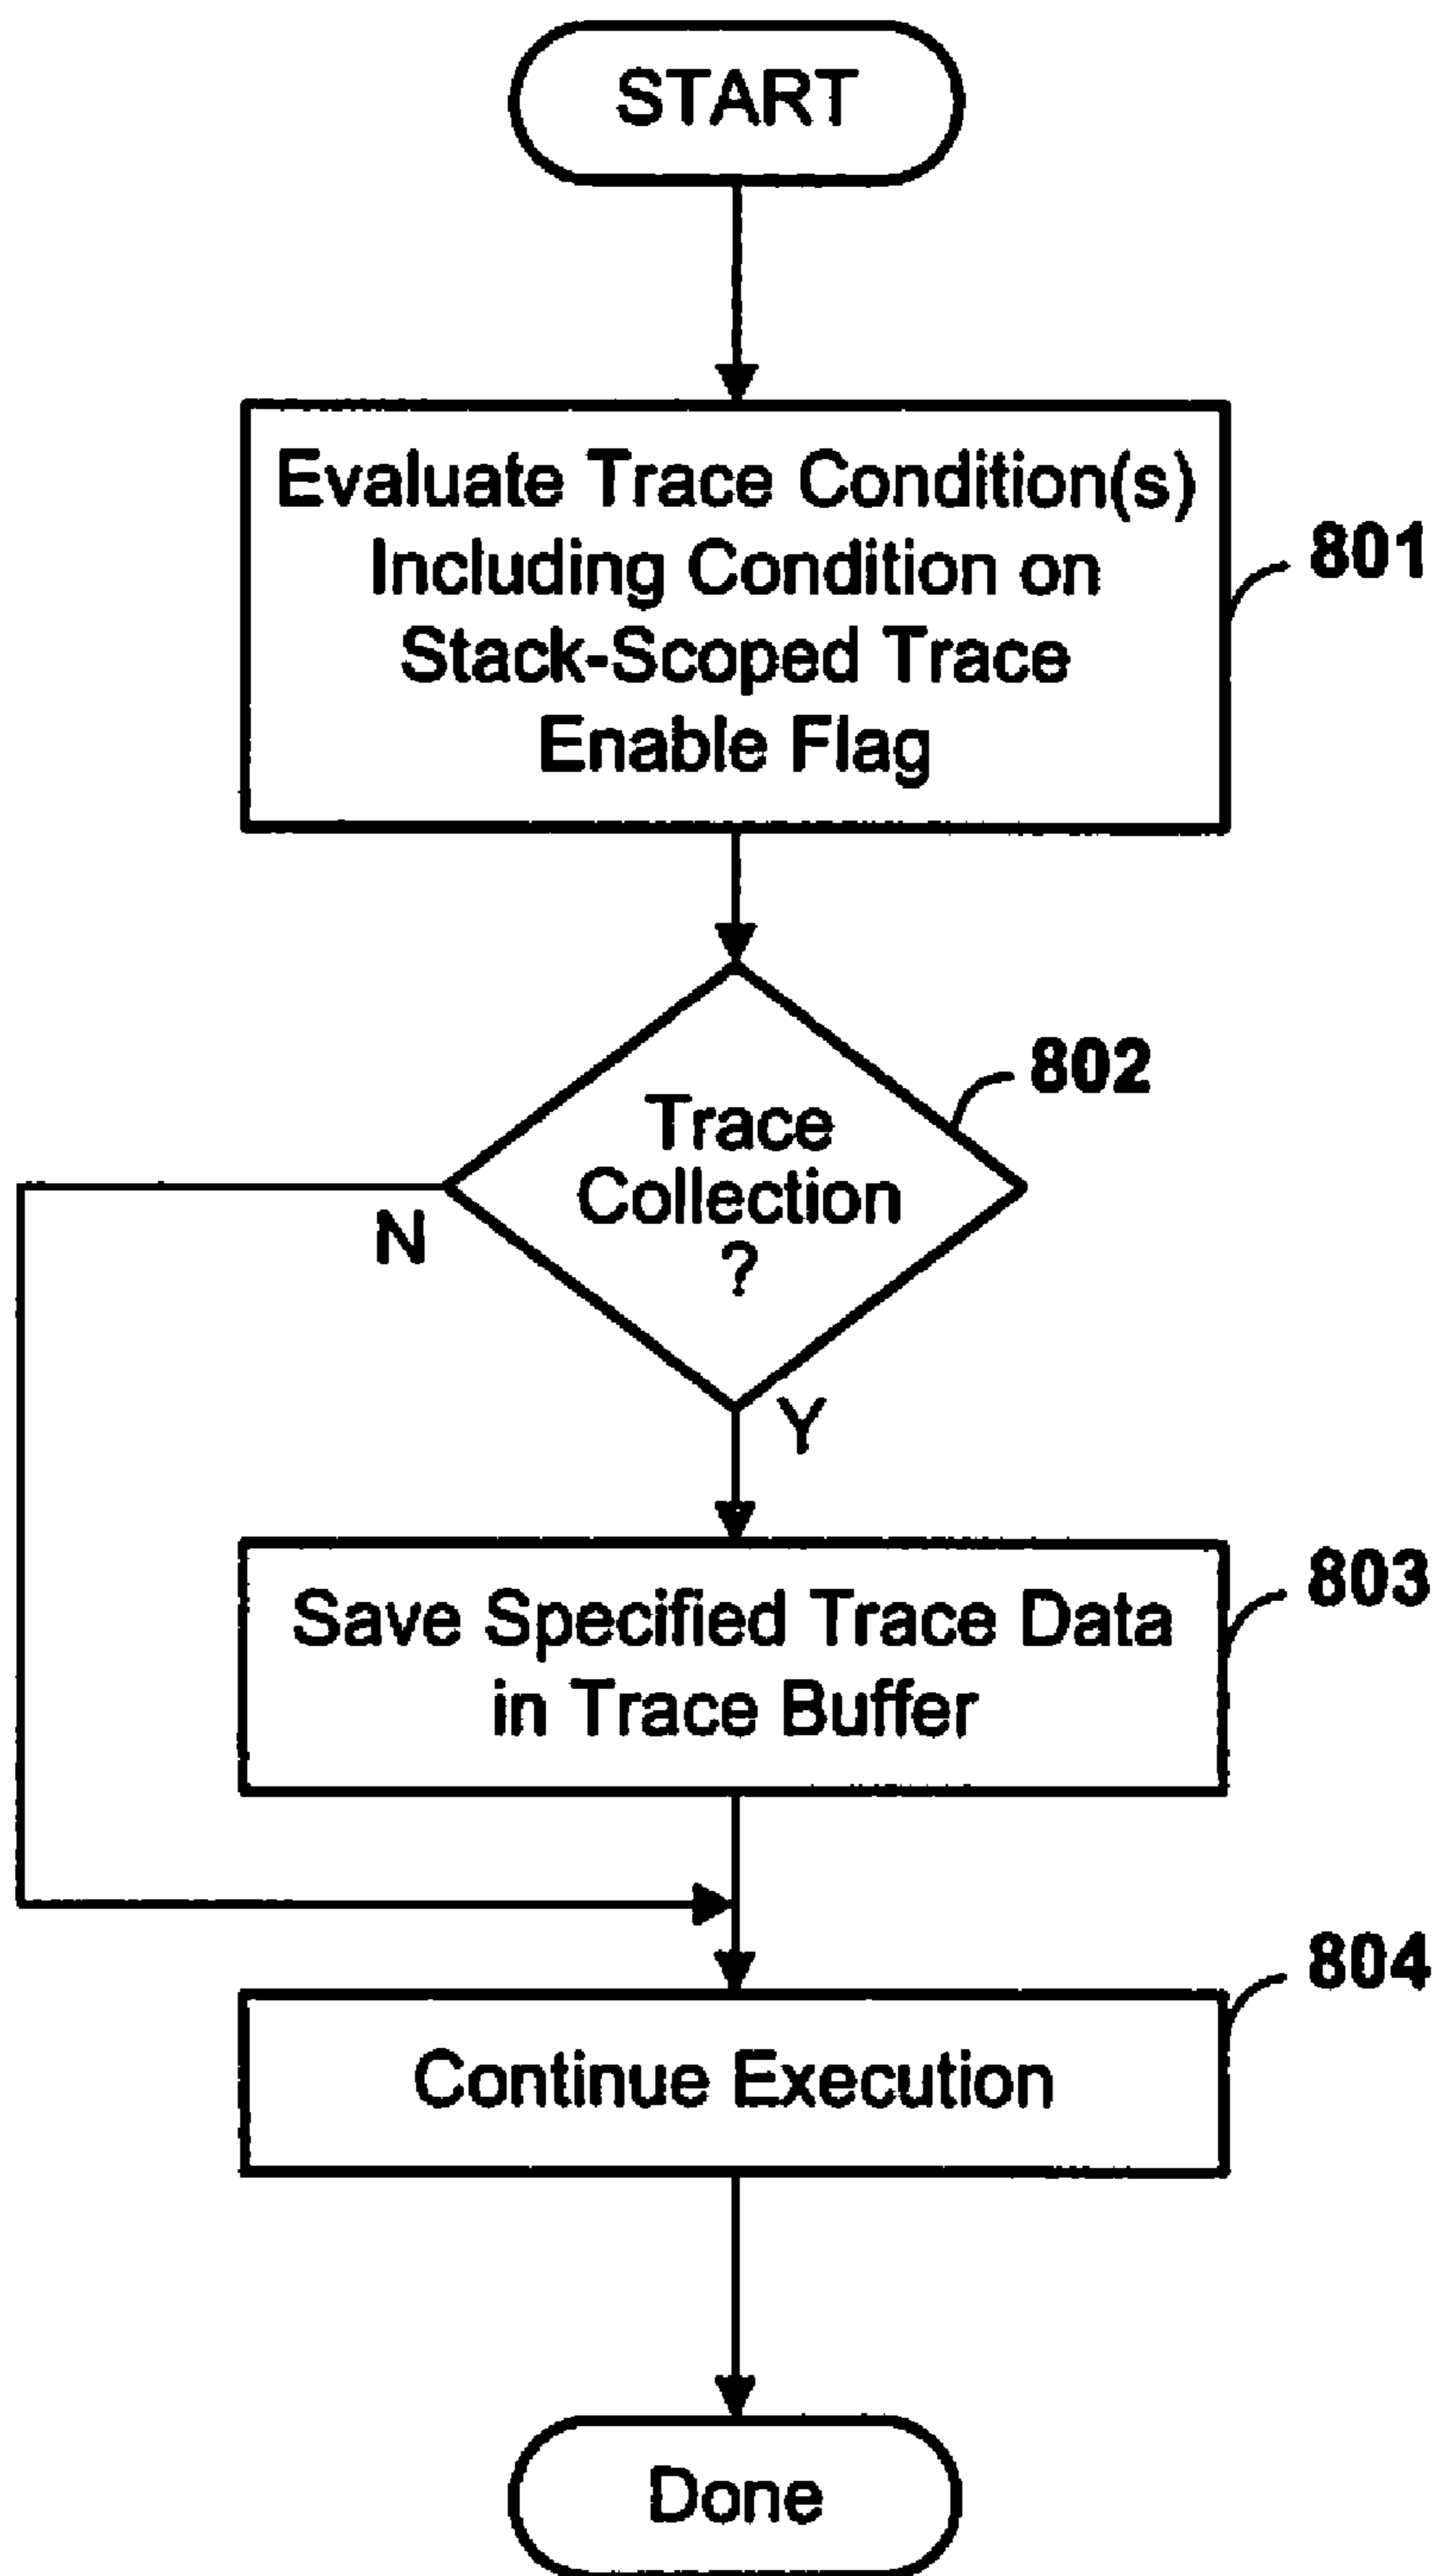 START
Evaluate Trace Condition(s)
Including Condition on
Stack-Scoped Trace
Enable Flag
801
802
Trace
Collection
?
N
Y
803
Save Specified Trace Data
in Trace Buffer
804
Continue Execution
Done